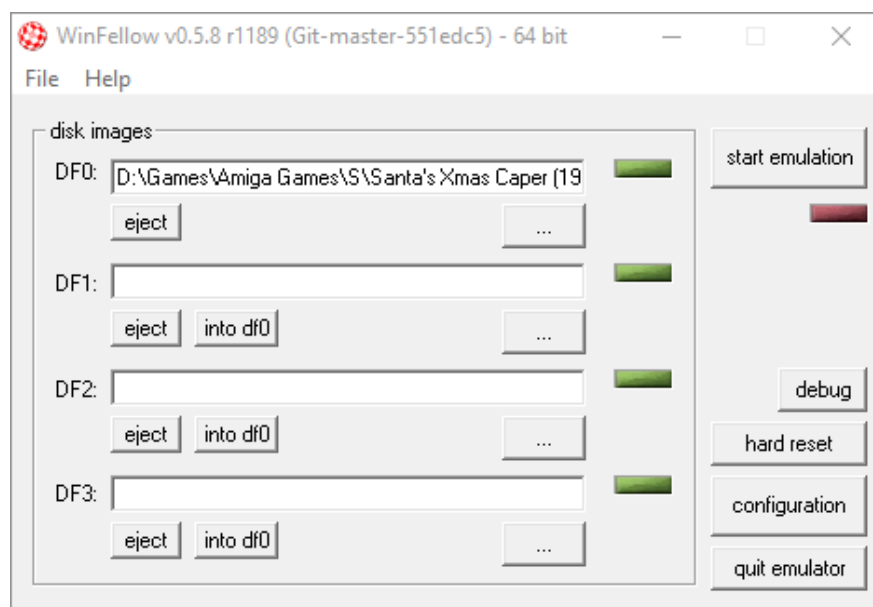 WinFellow v0.5.8 r1189 (Git-master-551edc5) - 64 bit
File Help
disk images
DF0: D:\Games\Amiga Games\S\Santa's Xmas Caper (19
eject ...
DF1:
eject into df0 ...
DF2:
eject into df0 ...
DF3:
eject into df0 ...
start emulation
debug
hard reset
configuration
quit emulator